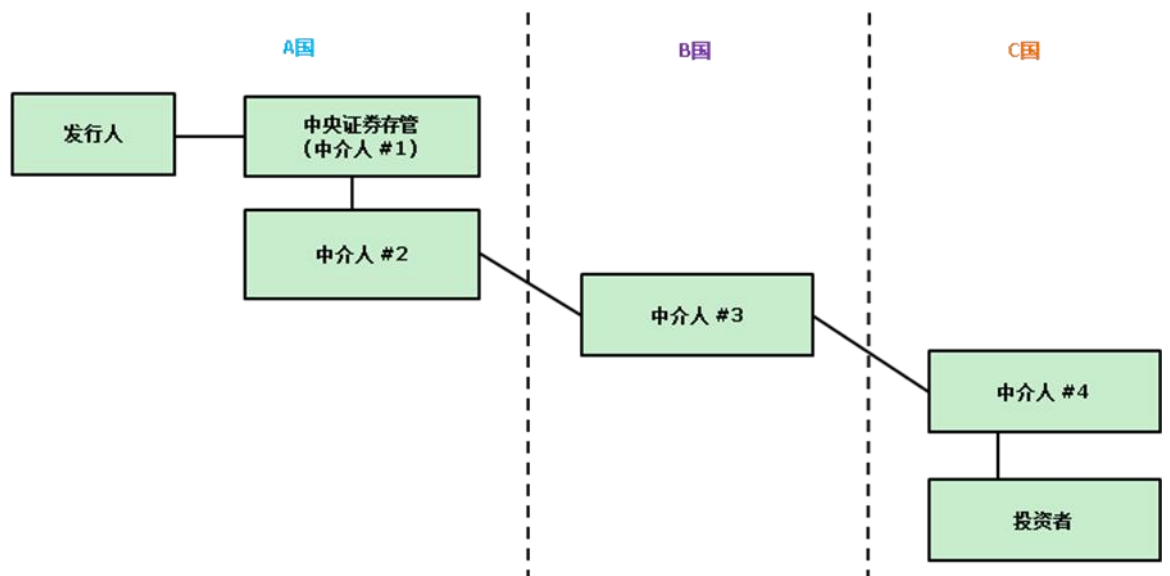 A国
B国
C国
发行人
中央证券存管
(中介人 #1)
中介人 #2
中介人 #3
中介人 #4
投资者